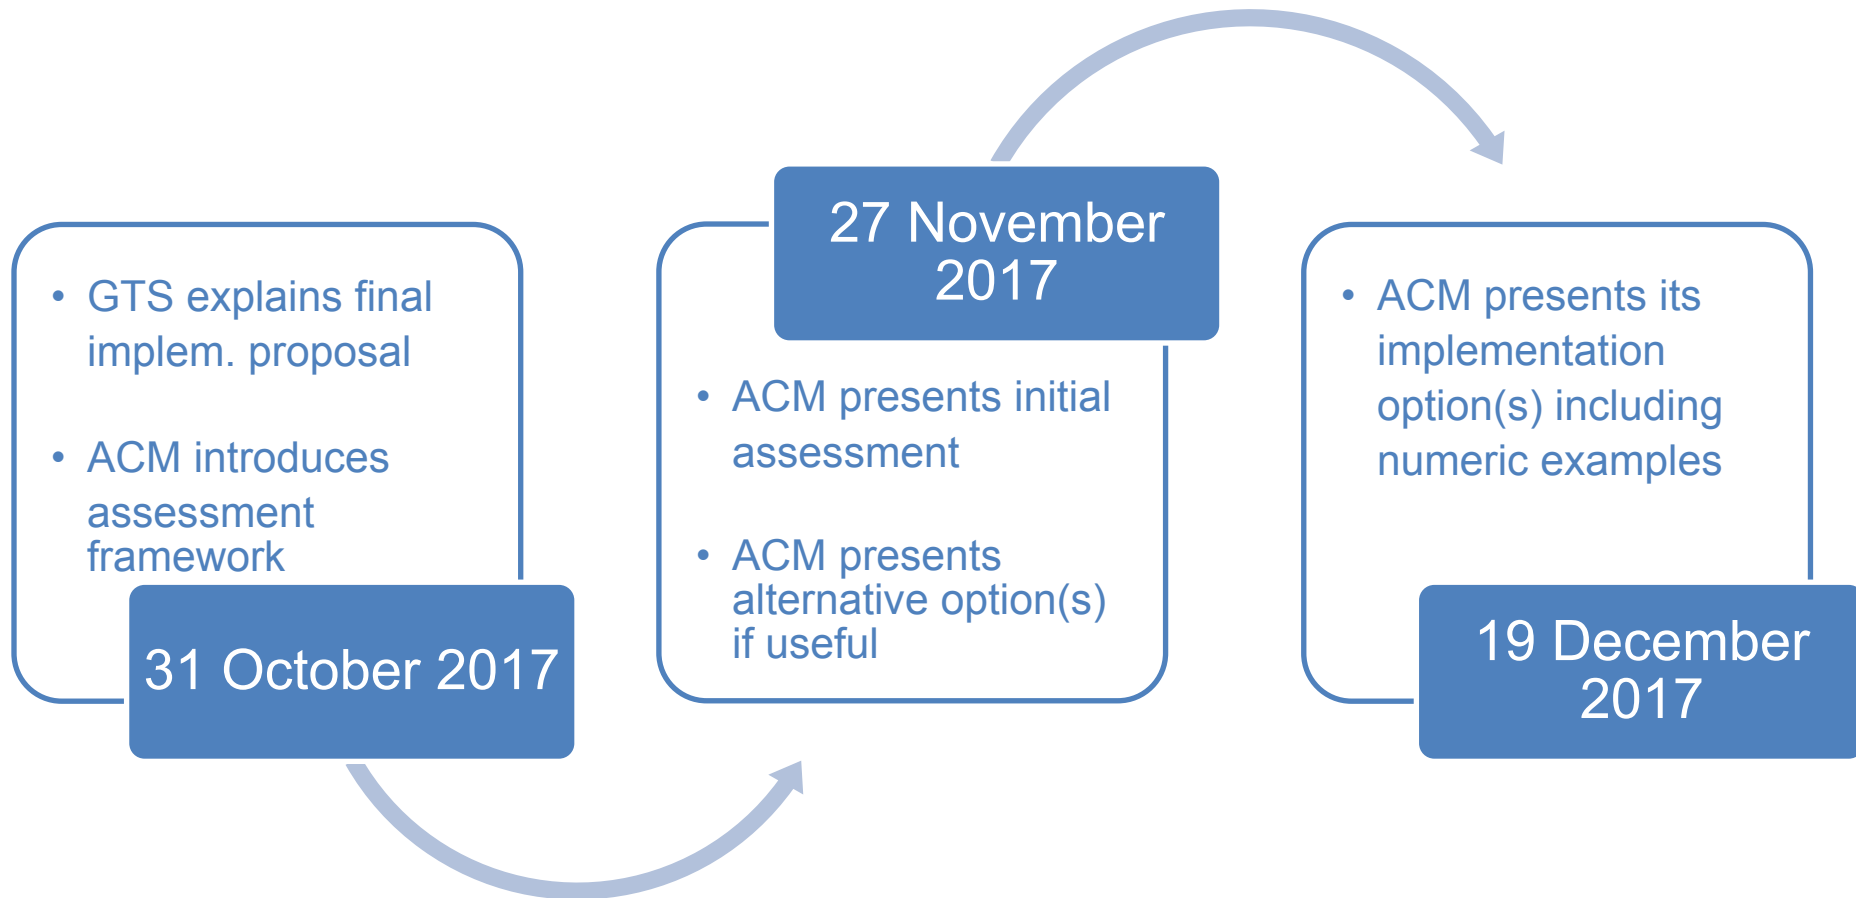 • GTS explains final
implem. proposal
• ACM introduces
assessment
framework
31 October 2017
27 November
2017
• ACM presents initial
assessment
• ACM presents
alternative option(s)
if useful
• ACM presents its
implementation
option(s) including
numeric examples
19 December
2017